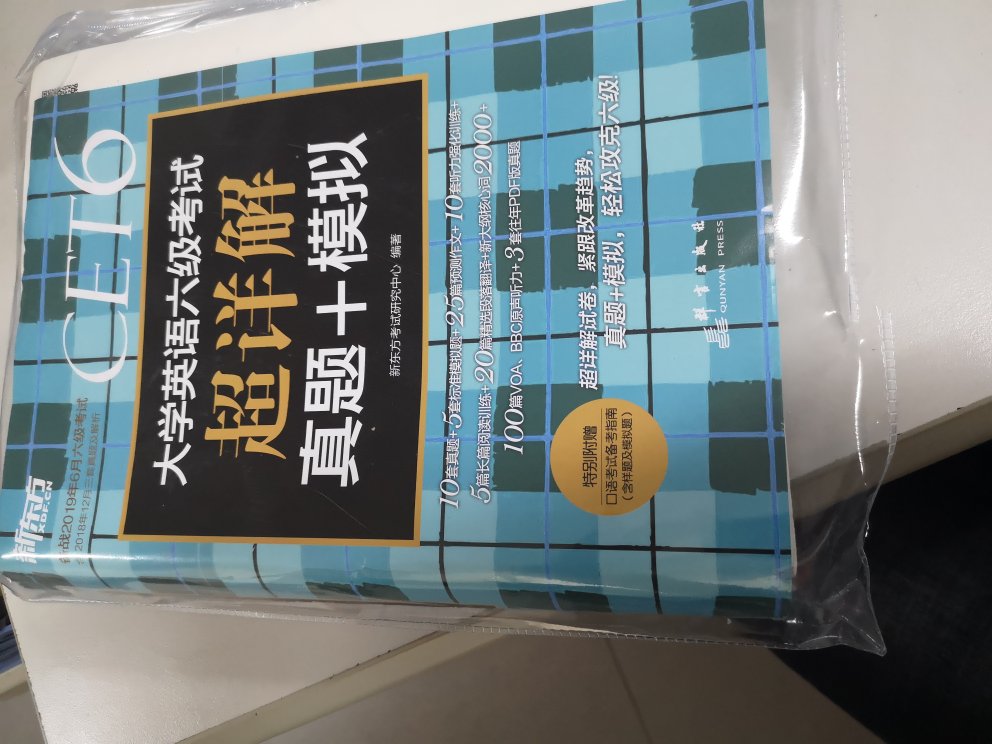 新东方
XDF.CN
备战2019年6月六级考试
含2018年12月三套真题及解析
CET6
大学英语六级考试
超详解
真题+模拟
新东方考试研究中心 编著
10套真题+5套标准模拟题+25篇预测作文+10套听力强化训练+
5篇长篇阅读训练+20篇精选段落翻译+新大纲核心词2000+
100篇VOA、BBC原声听力+3套往年PDF版真题
特别附赠
口语考试备考指南
(含样题及模拟题)
超详解试卷,紧跟改革趋势,
真题+模拟,轻松攻克六级!
群言出版社
QUNYAN PRESS